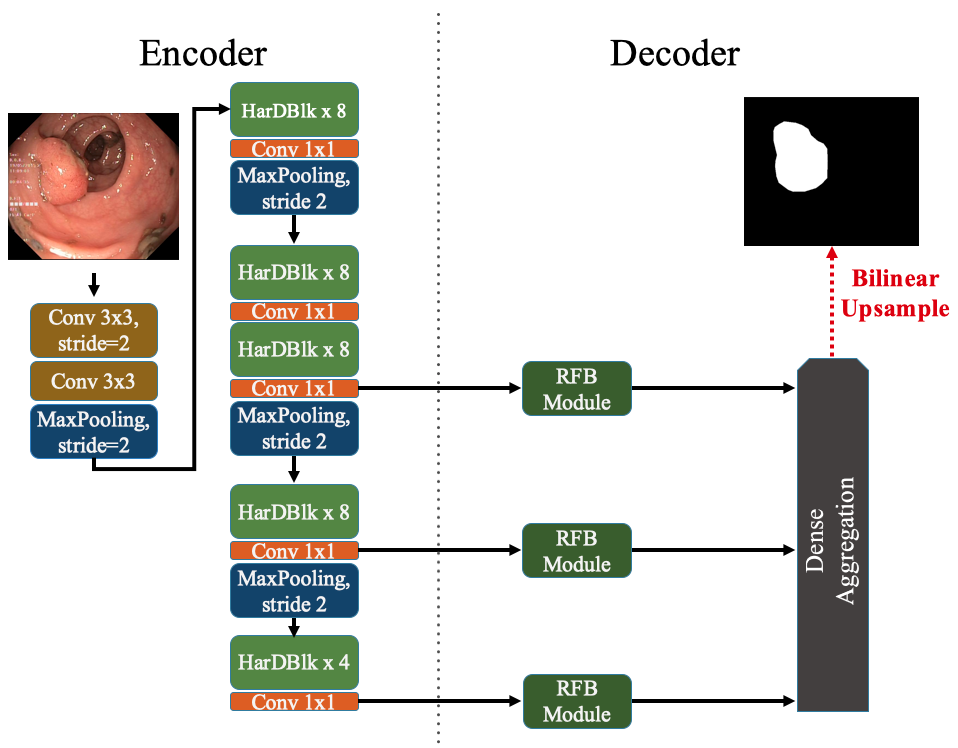 Encoder
Decoder
HarDBlk x 8
Conv 1x1
MaxPooling,
stride 2
HarDBlk x 8
Conv 1x1
HarDBlk x 8
Conv 1x1
MaxPooling,
stride 2
HarDBlk x 8
Conv 1x1
MaxPooling,
stride 2
HarDBlk x 4
Conv 1x1
Conv 3x3,
stride=2
Conv 3x3
MaxPooling,
stride=2
RFB
Module
RFB
Module
RFB
Module
Dense
Aggregation
Bilinear
Upsample